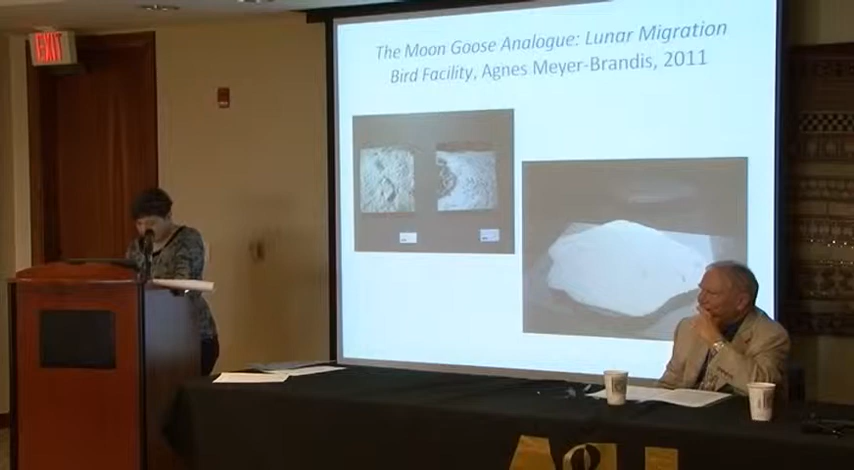 EXIT
The Moon Goose Analogue: Lunar Migration
Bird Facility, Agnes Meyer-Brandis, 2011